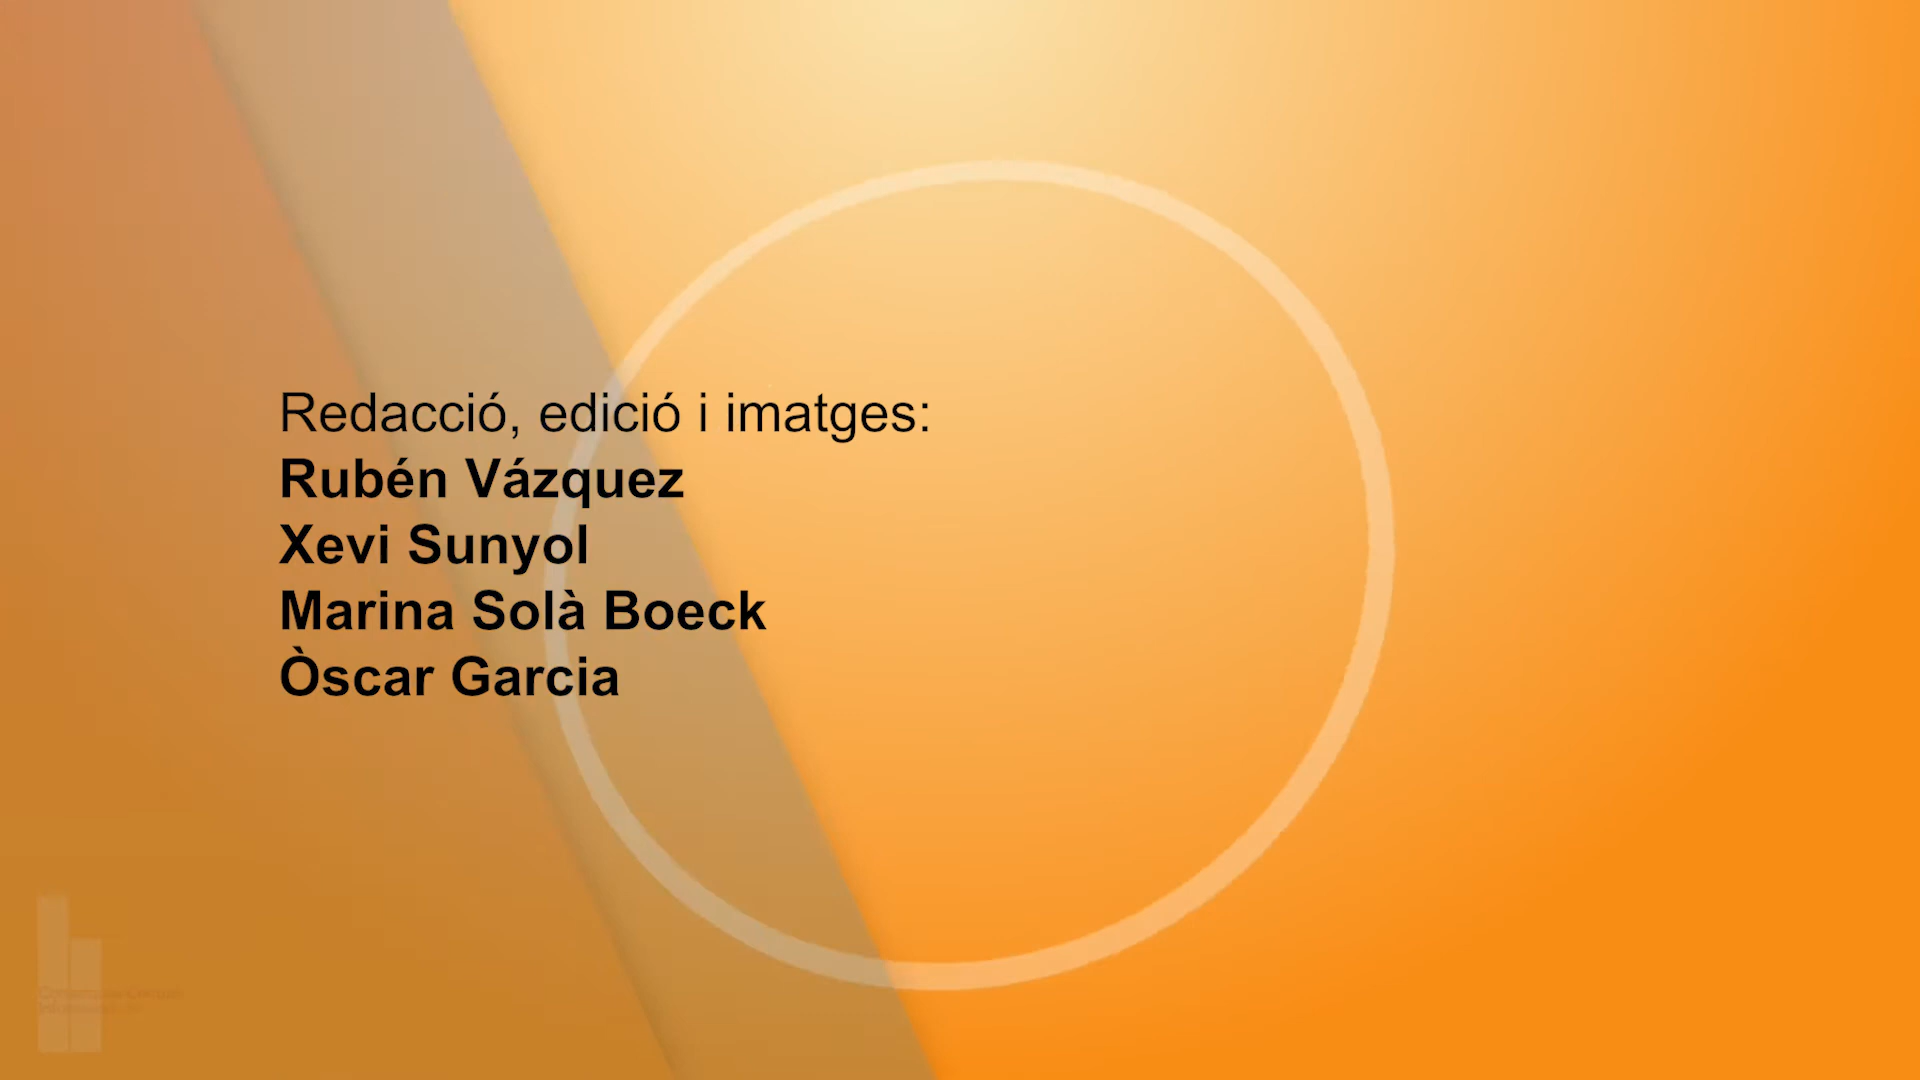 Redacció, edició i imatges:
Rubén Vázquez
Xevi Sunyol
Marina Solà Boeck
Òscar Garcia